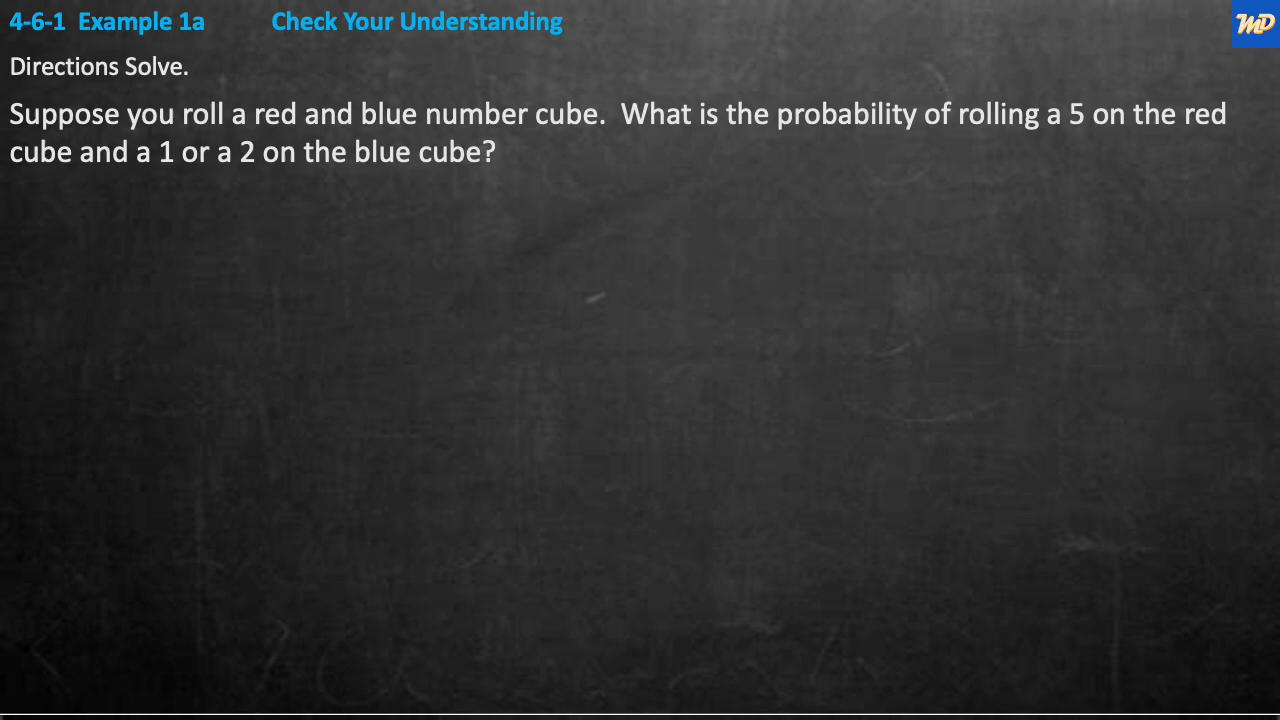 4-6-1 Example 1a Check Your Understanding
MD
Directions Solve.
Suppose you roll a red and blue number cube. What is the probability of rolling a 5 on the red
cube and a 1 or a 2 on the blue cube?